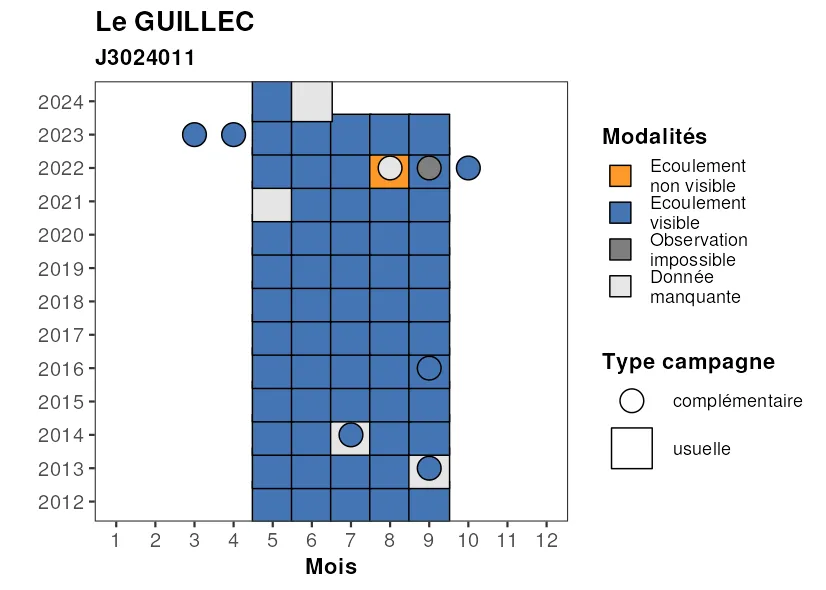 Le GUILLEC
J3024011
2024
2023
2022
2021
2020
2019
2018
2017
2016
2015
2014
2013
2012
1 2 3 4 5 6 7 8 9 10 11 12
Mois
Modalités
Ecoulement
non visible
Ecoulement
visible
Observation
impossible
Donnée
manquante
Type campagne
complémentaire
usuelle